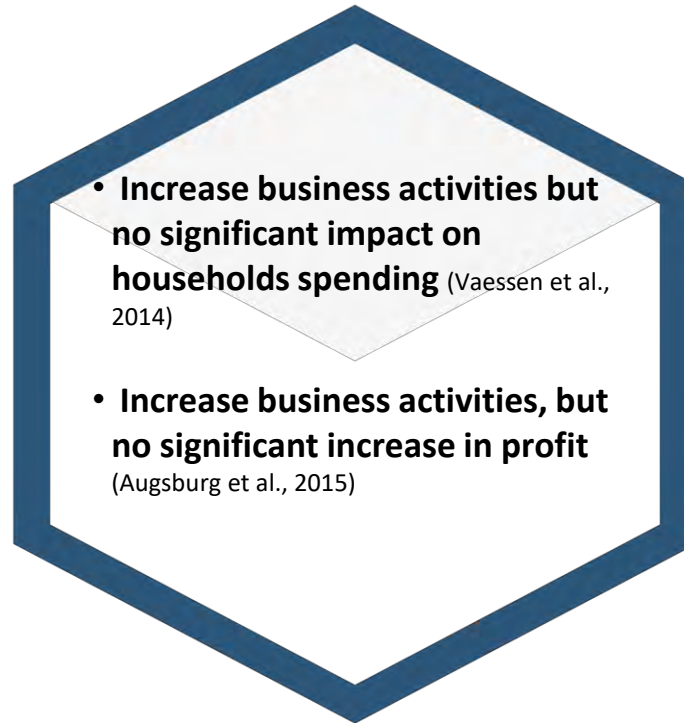 • Increase business activities but
no significant impact on
households spending (Vaessen et al.,
2014)
• Increase business activities, but
no significant increase in profit
(Augsburg et al., 2015)